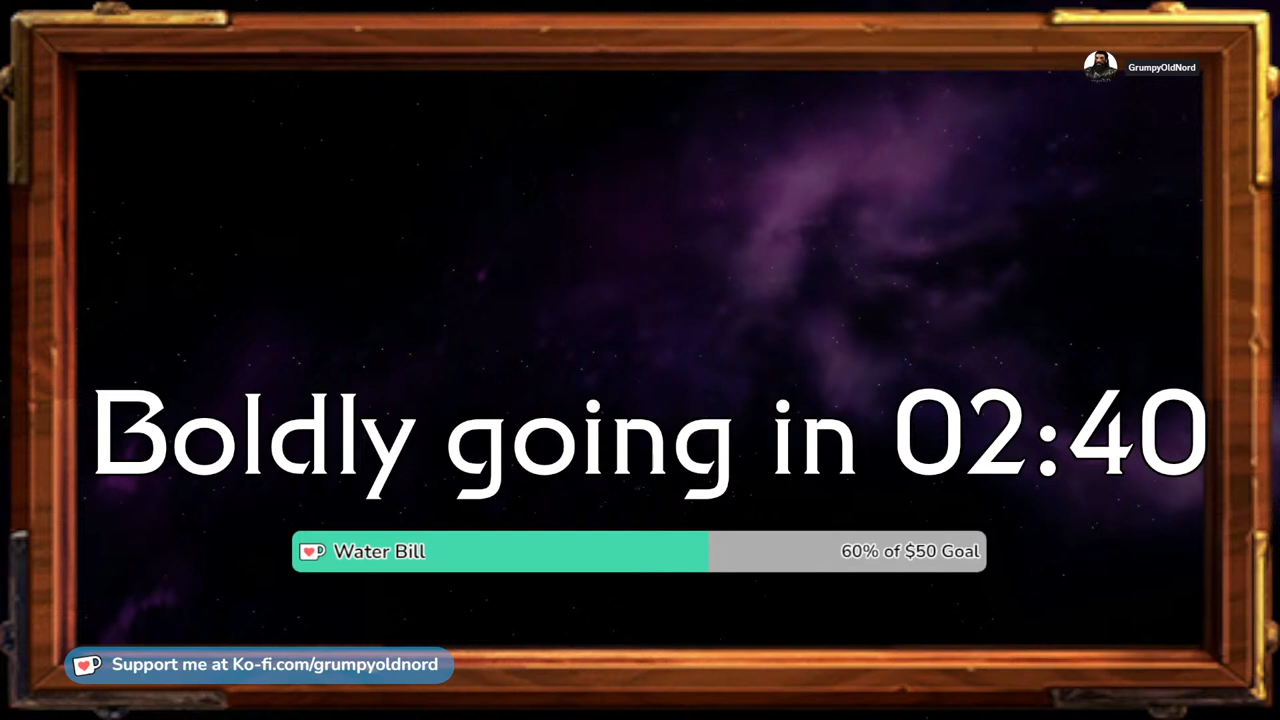 GrumpyOldNord
Boldly going in 02:40
Water Bill
60% of $50 Goal
Support me at Ko-fi.com/grumpyoldnord